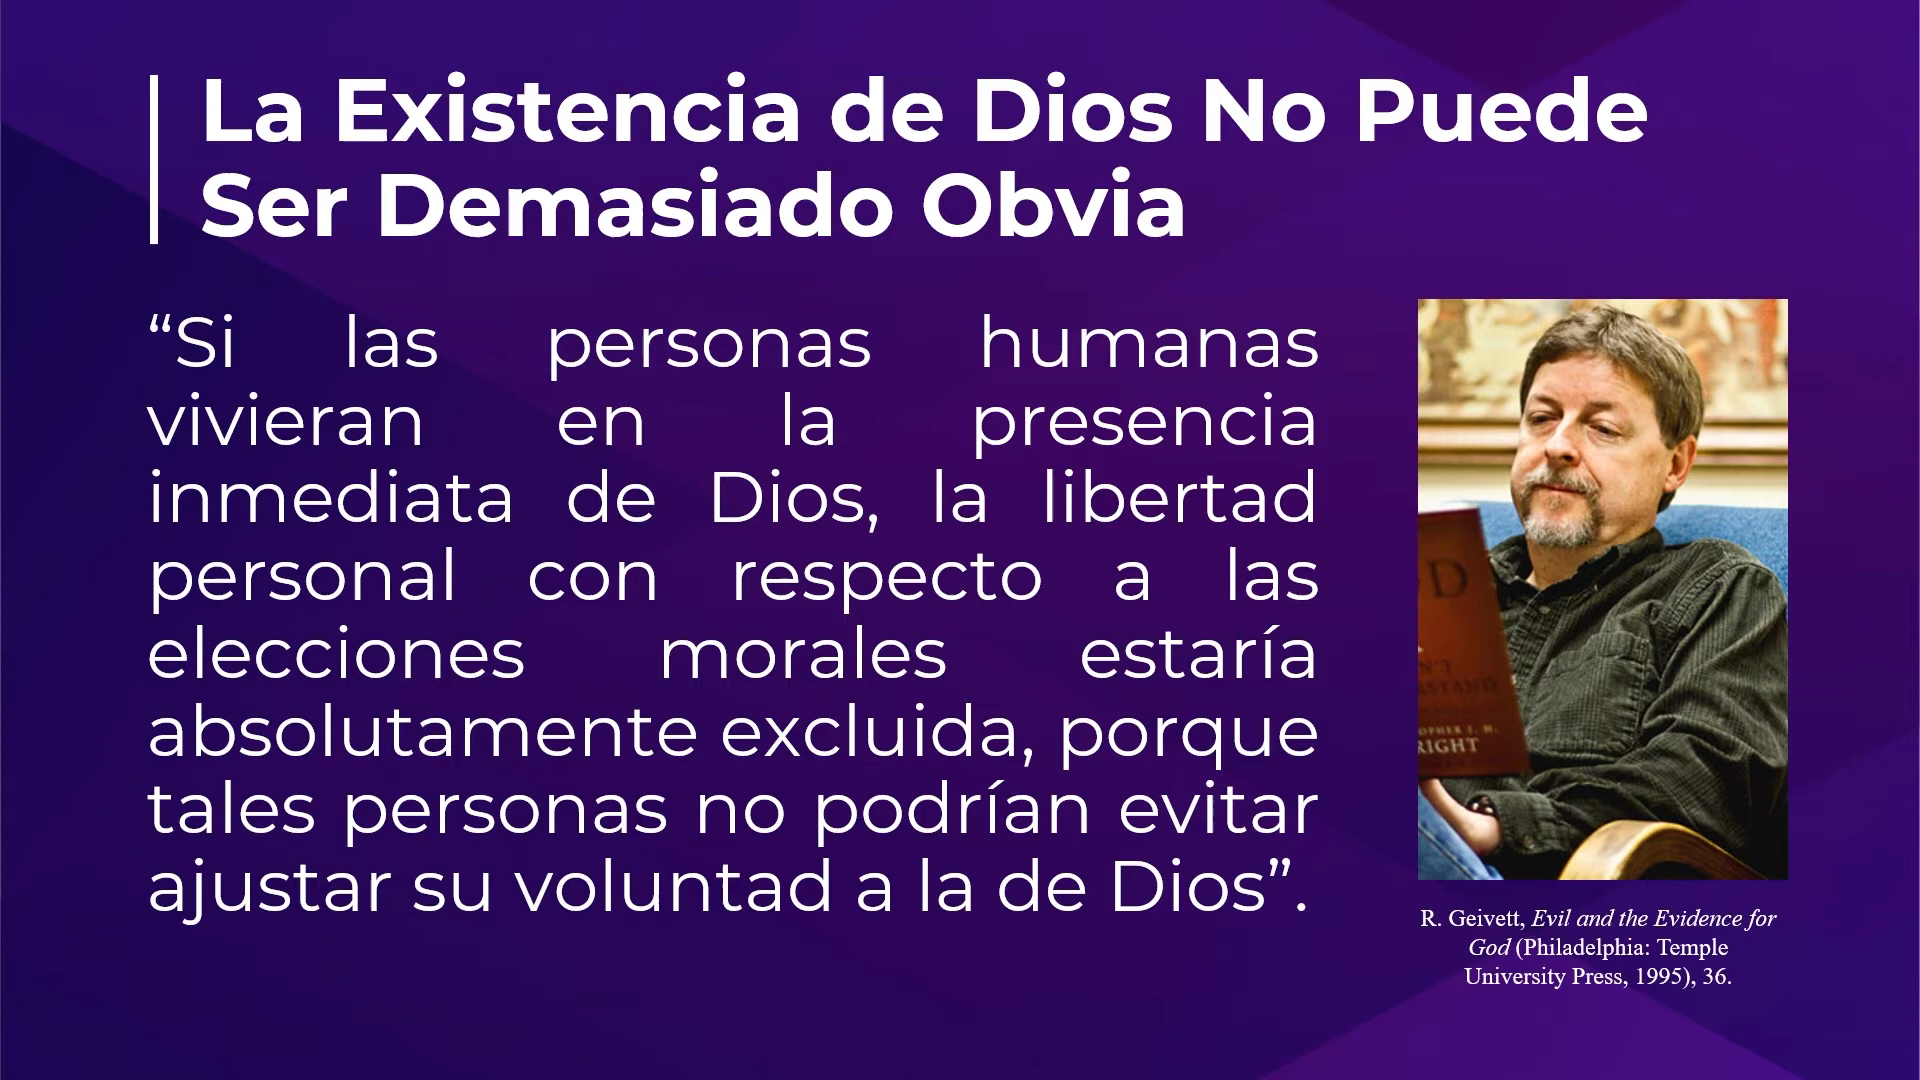 La Existencia de Dios No Puede
Ser Demasiado Obvia
“Si las personas humanas
vivieran en la presencia
inmediata de Dios, la libertad
personal con respecto a las
elecciones morales estaría
absolutamente excluida, porque
tales personas no podrían evitar
ajustar su voluntad a la de Dios”.
RIGHT
R. Geivett, Evil and the Evidence for
God (Philadelphia: Temple
University Press, 1995), 36.